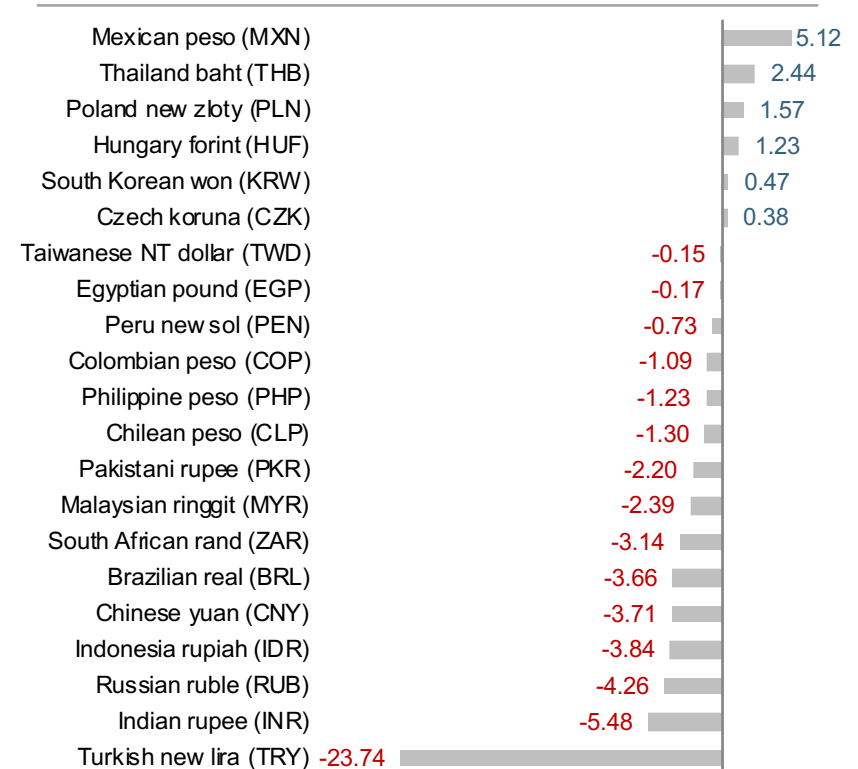 Mexican peso (MXN) 5.12
Thailand baht (THB) 2.44
Poland new zloty (PLN) 1.57
Hungary forint (HUF) 1.23
South Korean won (KRW) 0.47
Czech koruna (CZK) 0.38
Taiwanese NT dollar (TWD) -0.15
Egyptian pound (EGP) -0.17
Peru new sol (PEN) -0.73
Colombian peso (COP) -1.09
Philippine peso (PHP) -1.23
Chilean peso (CLP) -1.30
Pakistani rupee (PKR) -2.20
Malaysian ringgit (MYR) -2.39
South African rand (ZAR) -3.14
Brazilian real (BRL) -3.66
Chinese yuan (CNY) -3.71
Indonesia rupiah (IDR) -3.84
Russian ruble (RUB) -4.26
Indian rupee (INR) -5.48
Turkish new lira (TRY) -23.74